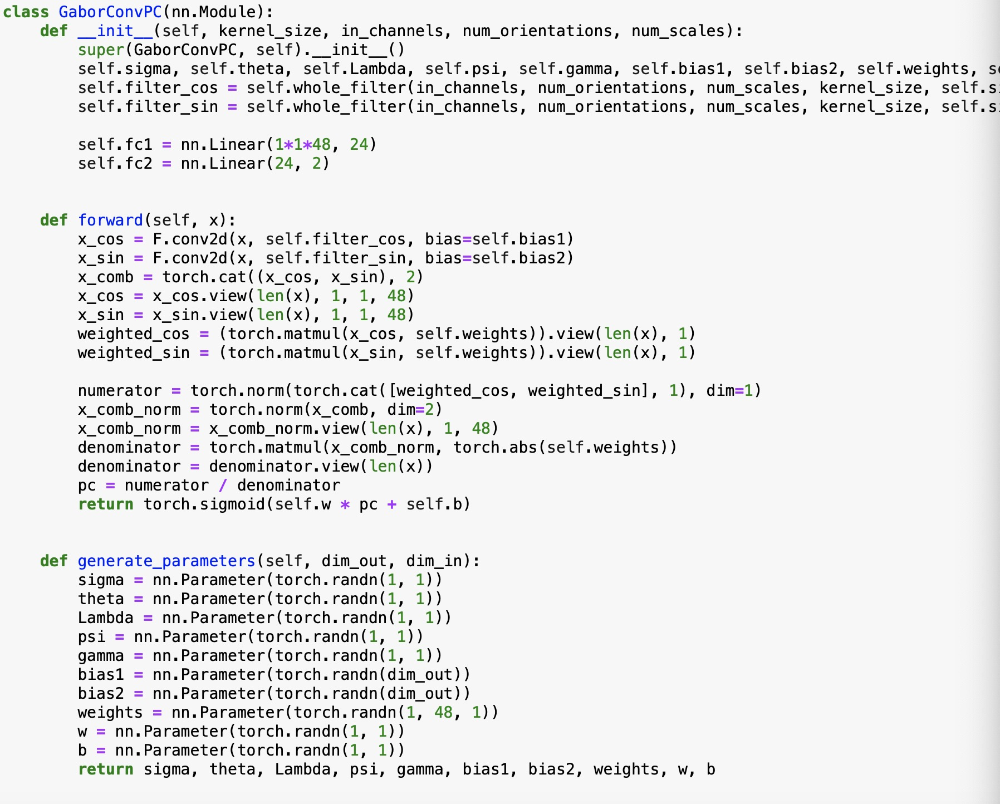 class GaborConvPC(nn.Module):
    def __init__(self, kernel_size, in_channels, num_orientations, num_scales):
        super(GaborConvPC, self).__init__()
        self.sigma, self.theta, self.Lambda, self.psi, self.gamma, self.bias1, self.bias2, self.weights,
        self.filter_cos = self.whole_filter(in_channels, num_orientations, num_scales, kernel_size,
        self.filter_sin = self.whole_filter(in_channels, num_orientations, num_scales, kernel_size,
        self.fc1 = nn.Linear(1*1*48, 24)
        self.fc2 = nn.Linear(24, 2)
    def forward(self, x):
        x_cos = F.conv2d(x, self.filter_cos, bias=self.bias1)
        x_sin = F.conv2d(x, self.filter_sin, bias=self.bias2)
        x_comb = torch.cat((x_cos, x_sin), 2)
        x_cos = x_cos.view(len(x), 1, 1, 48)
        x_sin = x_sin.view(len(x), 1, 1, 48)
        weighted_cos = (torch.matmul(x_cos, self.weights)).view(len(x), 1)
        weighted_sin = (torch.matmul(x_sin, self.weights)).view(len(x), 1)
        numerator = torch.norm(torch.cat([weighted_cos, weighted_sin], 1), dim=1)
        x_comb_norm = torch.norm(x_comb, dim=2)
        x_comb_norm = x_comb_norm.view(len(x), 1, 48)
        denominator = torch.matmul(x_comb_norm, torch.abs(self.weights))
        denominator = denominator.view(len(x))
        pc = numerator / denominator
        return torch.sigmoid(self.w * pc + self.b)
    def generate_parameters(self, dim_out, dim_in):
        sigma = nn.Parameter(torch.randn(1, 1))
        theta = nn.Parameter(torch.randn(1, 1))
        Lambda = nn.Parameter(torch.randn(1, 1))
        psi = nn.Parameter(torch.randn(1, 1))
        gamma = nn.Parameter(torch.randn(1, 1))
        bias1 = nn.Parameter(torch.randn(dim_out))
        bias2 = nn.Parameter(torch.randn(dim_out))
        weights = nn.Parameter(torch.randn(1, 48, 1))
        w = nn.Parameter(torch.randn(1, 1))
        b = nn.Parameter(torch.randn(1, 1))
        return sigma, theta, Lambda, psi, gamma, bias1, bias2, weights, w, b